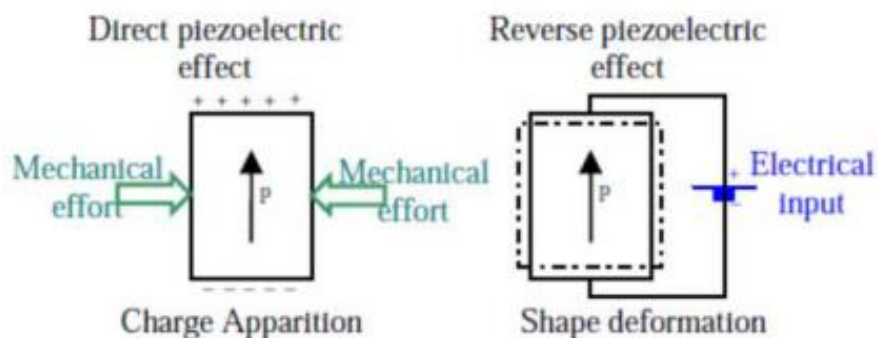 Direct piezoelectric
effect
+ + + + +
Mechanical
effort
P
Mechanical
effort
– – – – –
Charge Apparition
Reverse piezoelectric
effect
P
+
–
Electrical
input
Shape deformation